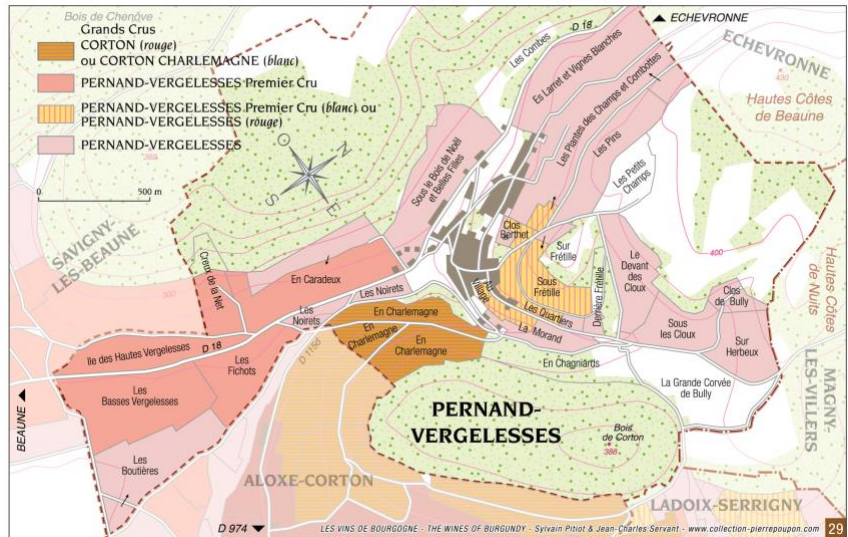 Bois de Chenôve
Grands Crus
CORTON (rouge)
ou CORTON CHARLEMAGNE (blanc)
PERNAND-VERGELESSES Premier Cru
PERNAND-VERGELESSES Premier Cru (blanc) ou
PERNAND-VERGELESSES (rouge)
PERNAND-VERGELESSES
0 500 m
N
O
E
S
D 18
ECHEVRONNE
ECHEVRONNE
430
Hautes Côtes
de Beaune
Les Combes
Es Larret et Vignes Blanches
Les Plantes des Champs et Combottes
Les Pins
Les Petits
Champs
Sous le Bois de Noël
et Belles Filles
Clos
Berthet
Sur
Frétille
Sous
Frétille
Au
Village
Les Quartiers
Derrière Frétille
Le
Devant
des
Cloux
400
Hautes Côtes
de Nuits
Clos
de Bully
Sous
les Cloux
Sur
Herbeux
La Morand
En Chagniards
La Grande Corvée
de Bully
MAGNY-
LES-VILLERS
SAVIGNY-
LES-BEAUNE
300
Creux de la Net
En Caradeux
Les Noirets
Les
Noirets
En Charlemagne
En
Charlemagne
En
Charlemagne
D 115d
Ile des Hautes Vergelesses
D 18
Les
Fichots
Les
Basses Vergelesses
BEAUNE
Les
Boutières
PERNAND-
VERGELESSES
Bois
de Corton
388
ALOXE-CORTON
LADOIX-SERRIGNY
D 974
LES VINS DE BOURGOGNE - THE WINES OF BURGUNDY - Sylvain Pitiot & Jean-Charles Servant - www.collection-pierrepoupon.com 29